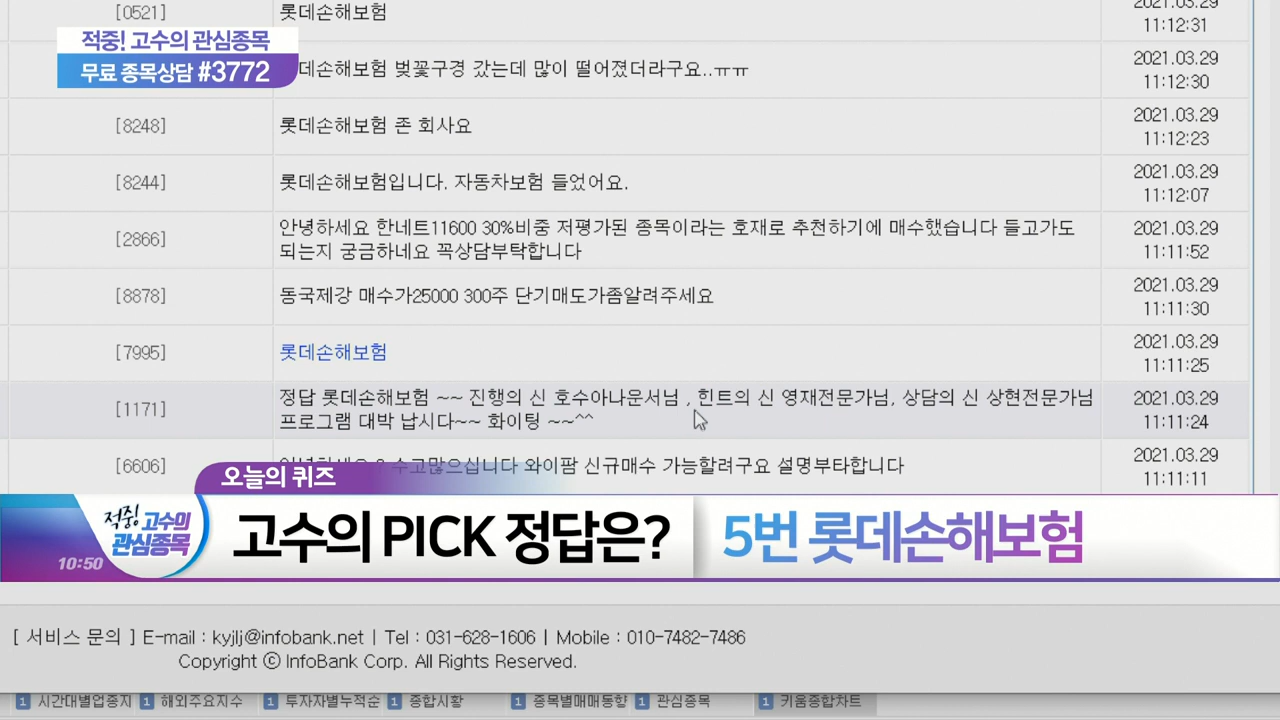 [0521] 롯데손해보험 2021.03.29
11:12:31
적중! 고수의 관심종목
무료 종목상담 #3772
데손해보험 벚꽃구경 갔는데 많이 떨어졌더라구요..ㅠㅠ 2021.03.29
11:12:30
[8248] 롯데손해보험 존 회사요 2021.03.29
11:12:23
[8244] 롯데손해보험입니다. 자동차보험 들었어요. 2021.03.29
11:12:07
[2866] 안녕하세요 한네트11600 30%비중 저평가된 종목이라는 호재로 추천하기에 매수했습니다 들고가도 2021.03.29
되는지 궁금하네요 꼭상담부탁합니다 11:11:52
[8878] 동국제강 매수가25000 300주 단기매도가좀알려주세요 2021.03.29
11:11:30
[7995] 롯데손해보험 2021.03.29
11:11:25
[1171] 정답 롯데손해보험 ~~ 진행의 신 호수아나운서님 , 힌트의 신 영재전문가님, 상담의 신 상현전문가님 2021.03.29
프로그램 대박 납시다~~ 화이팅 ~~^^ 11:11:24
[6606] 수고많으십니다 와이팜 신규매수 가능할려구요 설명부타합니다 2021.03.29
11:11:11
오늘의 퀴즈
적중! 고수의
관심종목
10:50
고수의 PICK 정답은? 5번 롯데손해보험
[ 서비스 문의 ] E-mail : kyjlj@infobank.net | Tel : 031-628-1606 | Mobile : 010-7482-7486
Copyright ⓒ InfoBank Corp. All Rights Reserved.
1 시간대별업종지 1 해외주요지수 1 투자자별누적순 1 종합시황 1 종목별매매동향 1 관심종목 1 키움종합차트